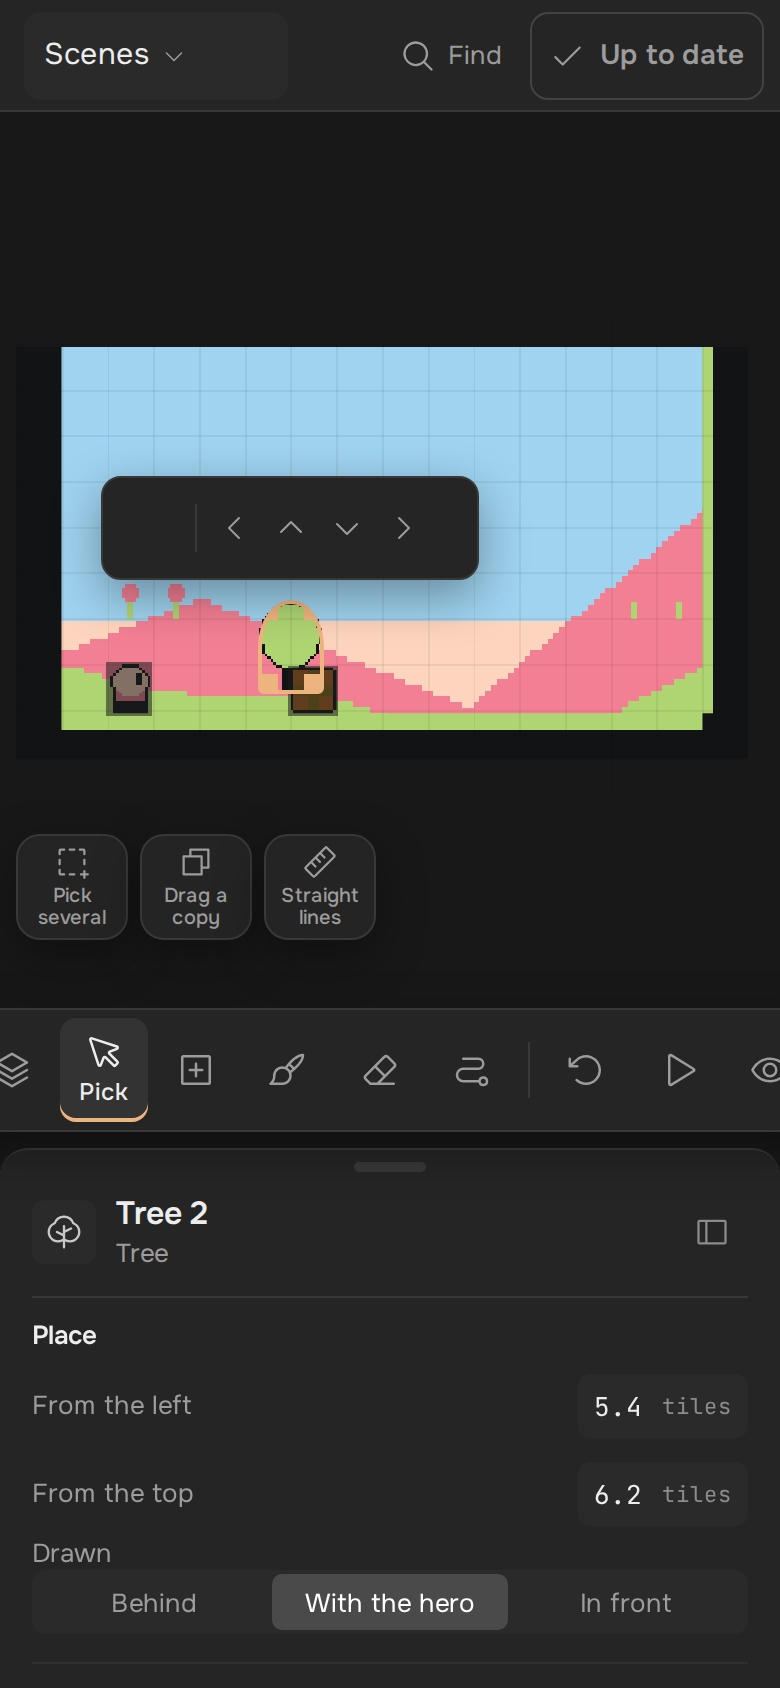 Scenes
Find
Up to date
Pick
several
Drag a
copy
Straight
lines
Pick
Tree 2
Tree
Place
From the left
5.4 tiles
From the top
6.2 tiles
Drawn
Behind
With the hero
In front